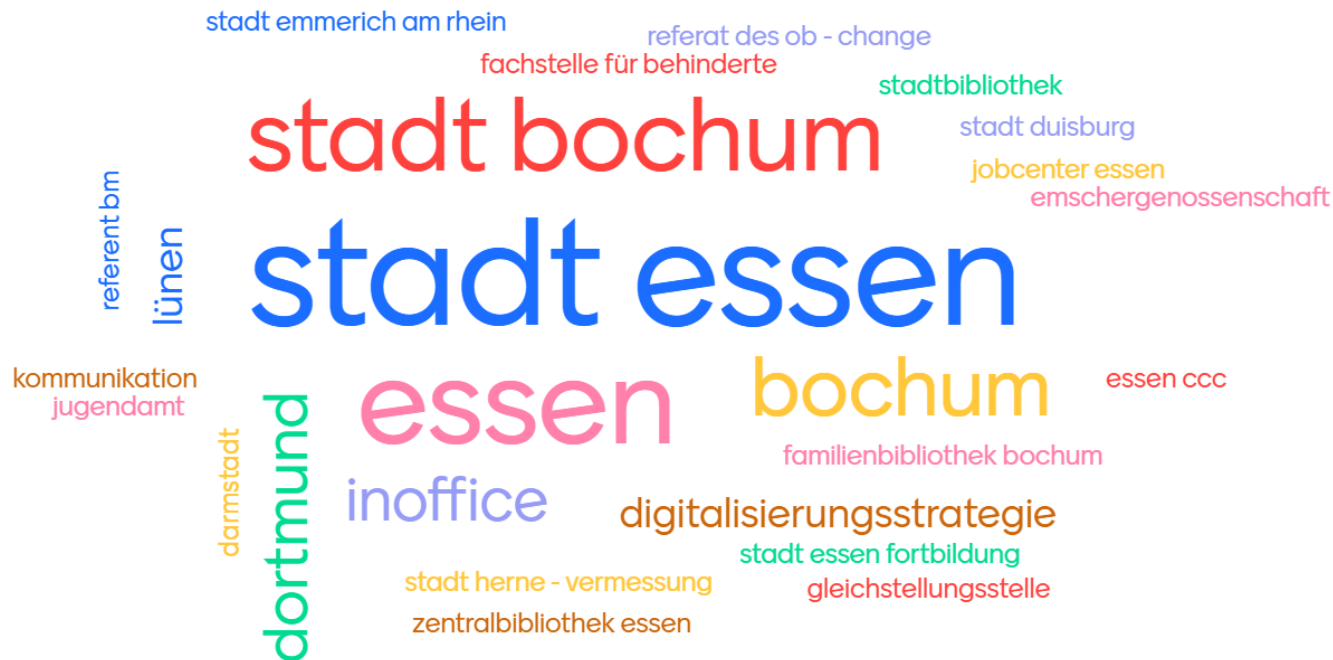 stadt emmerich am rhein
referat des ob - change
fachstelle für behinderte
stadtbibliothek
stadt bochum
stadt duisburg
jobcenter essen
emschergenossenschaft
referent bm
lünen
stadt essen
kommunikation
jugendamt
essen
bochum
essen ccc
darmstadt
dortmund
familienbibliothek bochum
inoffice
digitalisierungsstrategie
stadt essen fortbildung
stadt herne - vermessung
gleichstellungsstelle
zentralbibliothek essen